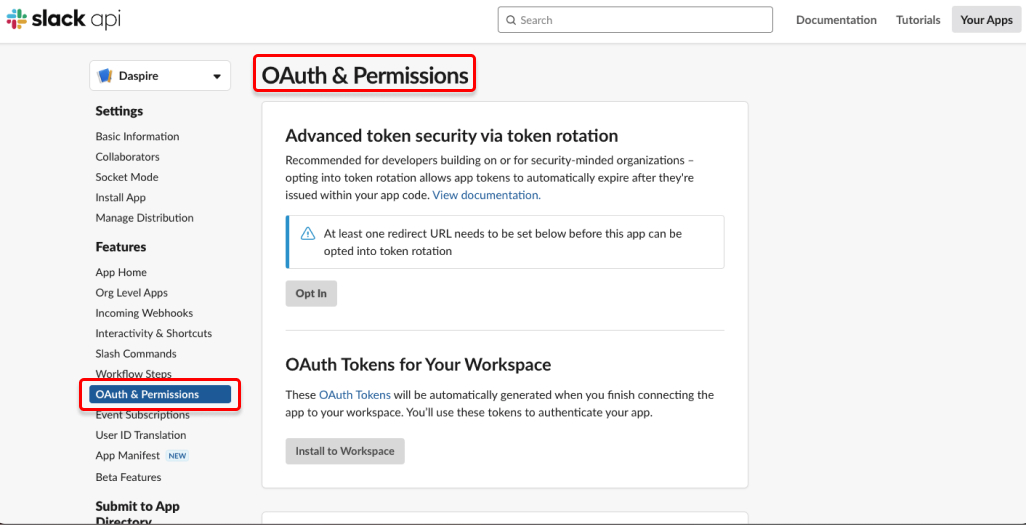 slack api
Search
Documentation
Tutorials
Your Apps
Daspire
Settings
Basic Information
Collaborators
Socket Mode
Install App
Manage Distribution
Features
App Home
Org Level Apps
Incoming Webhooks
Interactivity & Shortcuts
Slash Commands
Workflow Steps
OAuth & Permissions
Event Subscriptions
User ID Translation
App Manifest NEW
Beta Features
Submit to App
Directory
OAuth & Permissions
Advanced token security via token rotation
Recommended for developers building on or for security-minded organizations –
opting into token rotation allows app tokens to automatically expire after they're
issued within your app code. View documentation.
At least one redirect URL needs to be set below before this app can be
opted into token rotation
Opt In
OAuth Tokens for Your Workspace
These OAuth Tokens will be automatically generated when you finish connecting the
app to your workspace. You’ll use these tokens to authenticate your app.
Install to Workspace